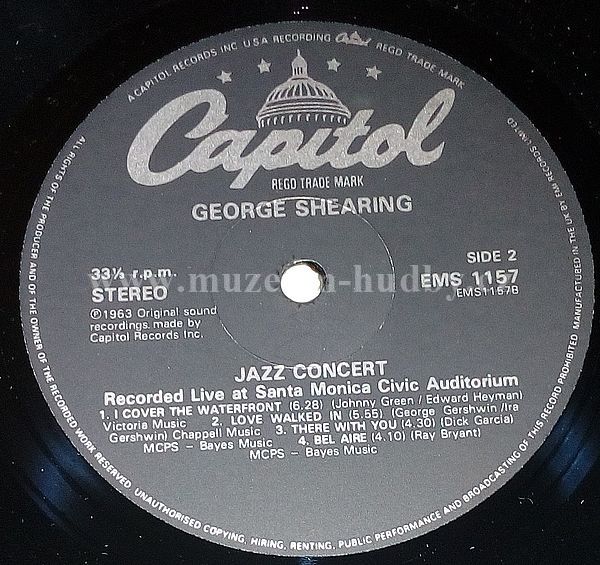 A CAPITOL RECORDS INC USA RECORDING Capitol REGD TRADE MARK
Capitol
REGD TRADE MARK
GEORGE SHEARING
33⅓ r.p.m.
STEREO
℗1963 Original sound
recordings made by
Capitol Records Inc.
SIDE 2
EMS 1157
EMS1157B
JAZZ CONCERT
Recorded Live at Santa Monica Civic Auditorium
1. I COVER THE WATERFRONT (6.28) (Johnny Green / Edward Heyman)
Victoria Music 2. LOVE WALKED IN (5.55) (George Gershwin /Ira
Gershwin) Chappell Music 3. THERE WITH YOU (4.30) (Dick Garcia)
MCPS – Bayes Music 4. BEL AIRE (4.10) (Ray Bryant)
MCPS – Bayes Music
ALL RIGHTS OF THE PRODUCER AND OF THE OWNER OF THE RECORDED WORK RESERVED. UNAUTHORISED COPYING, HIRING, RENTING, PUBLIC PERFORMANCE AND BROADCASTING OF THIS RECORD PROHIBITED. MANUFACTURED IN THE UK BY EMI RECORDS LIMITED